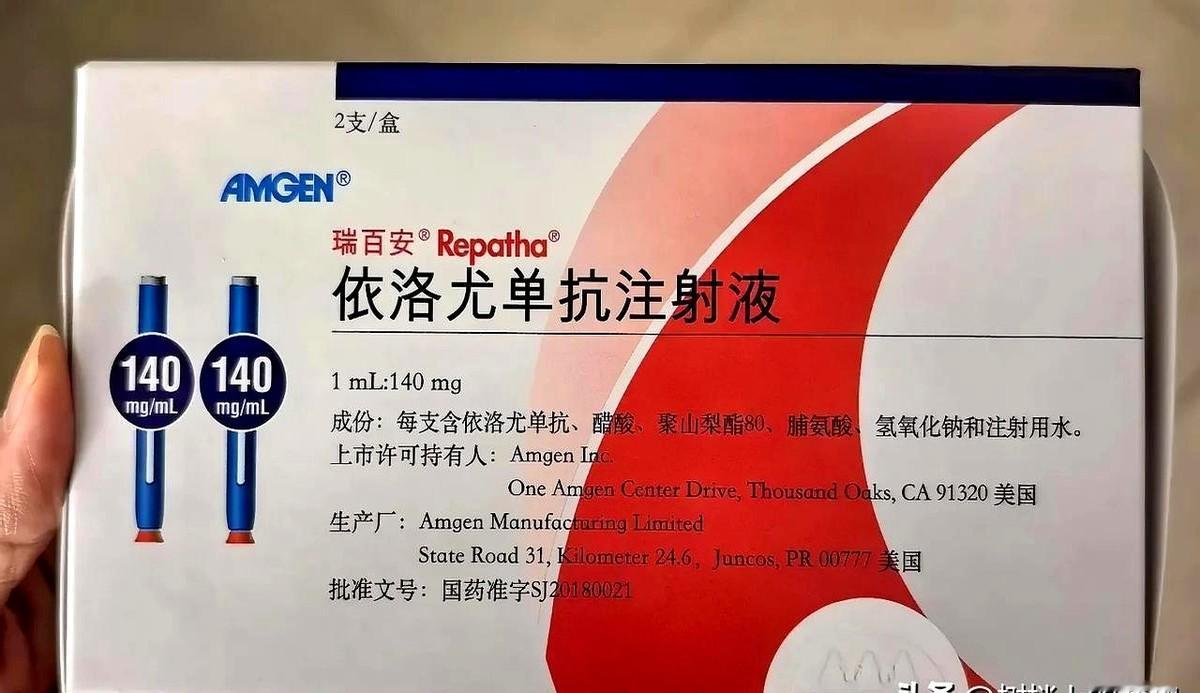 2支/盒
AMGEN®
瑞百安® Repatha®
依洛尤单抗注射液
140 mg/mL
140 mg/mL
1 mL:140 mg
成份：每支含依洛尤单抗、醋酸、聚山梨酯80、脯氨酸、氢氧化钠和注射用水。
上市许可持有人：Amgen Inc.
One Amgen Center Drive, Thousand Oaks, CA 91320 美国
生产厂：Amgen Manufacturing Limited
State Road 31, Kilometer 24.6, Juncos, PR 00777 美国
批准文号：国药准字SJ20180021
头条